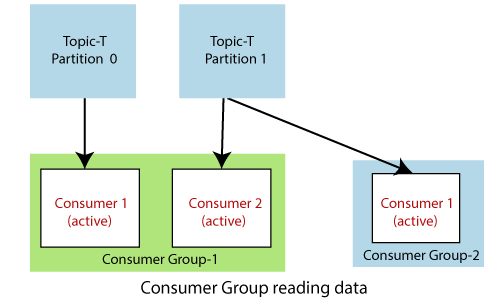 Topic-T
Partition 0
Topic-T
Partition 1
Consumer 1
(active)
Consumer 2
(active)
Consumer Group-1
Consumer 1
(active)
Consumer Group-2
Consumer Group reading data